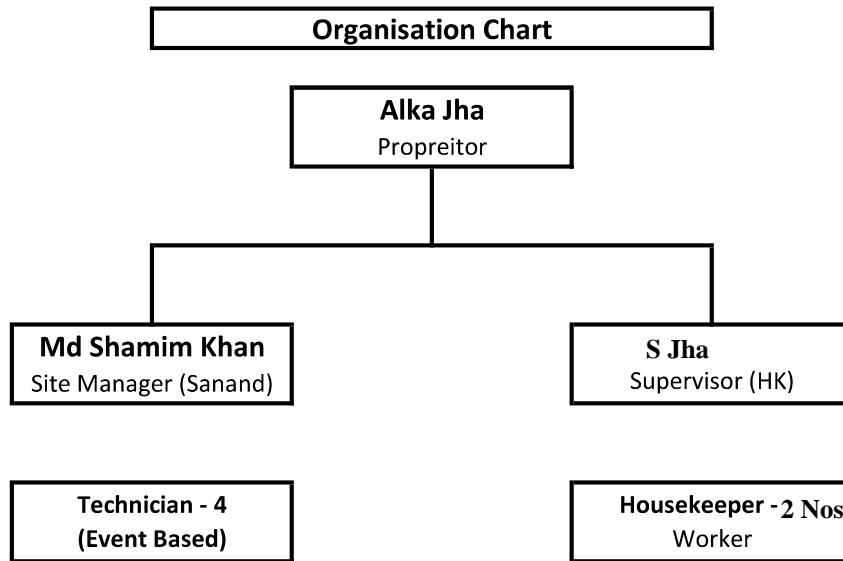 Organisation Chart
Alka Jha
Propreitor
Md Shamim Khan
Site Manager (Sanand)
S Jha
Supervisor (HK)
Technician - 4
(Event Based)
Housekeeper - 2 Nos
Worker